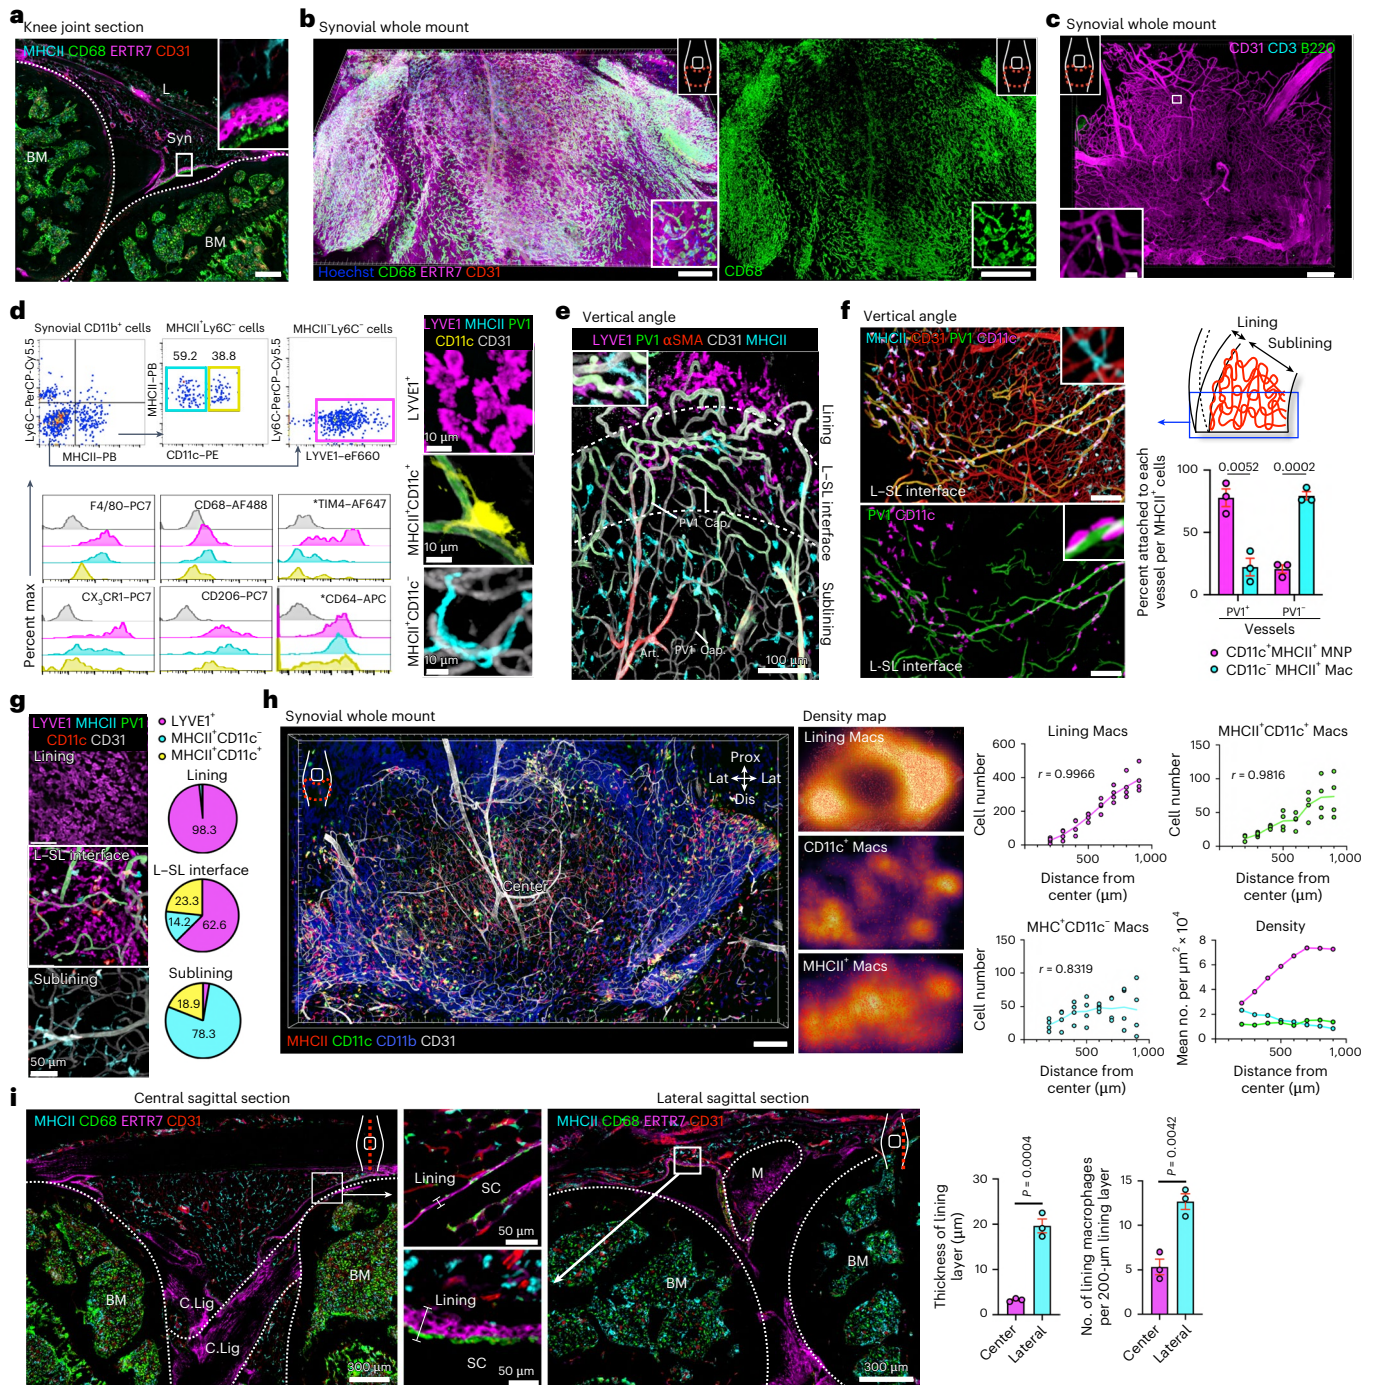 a
Knee joint section
MHCII CD68 ERTR7 CD31
L
Syn
BM
BM
b
Synovial whole mount
Hoechst CD68 ERTR7 CD31
CD68
c
Synovial whole mount
CD31 CD3 B220
d
Synovial CD11b⁺ cells
MHCII⁺Ly6C⁻ cells
MHCII⁻Ly6C⁻ cells
Ly6C–PerCP-Cy5.5
MHCII–PB
MHCII–PB
59.2
38.8
CD11c–PE
Ly6C–PerCP-Cy5.5
LYVE1–eF660
Percent max
F4/80–PC7
CD68–AF488
*TIM4–AF647
CX₃CR1–PC7
CD206–PC7
*CD64–APC
LYVE1 MHCII PV1
CD11c CD31
LYVE1⁺
10 µm
MHCII⁺CD11c⁺
10 µm
MHCII⁺CD11c⁻
10 µm
e
Vertical angle
LYVE1 PV1 αSMA CD31 MHCII
PV1⁺ Cap.
Art.
PV1⁻ Cap.
100 µm
Lining
L–SL interface
Sublining
f
Vertical angle
MHCII CD31 PV1 CD11c
L–SL interface
PV1 CD11c
L–SL interface
Lining
Sublining
Percent attached to each
vessel per MHCII⁺ cells
100
50
0
0.0052
0.0002
PV1⁺
PV1⁻
Vessels
CD11c⁺MHCII⁺ MNP
CD11c⁻ MHCII⁺ Mac
g
LYVE1 MHCII PV1
CD11c CD31
Lining
L–SL interface
Sublining
50 µm
LYVE1⁺
MHCII⁺CD11c⁻
MHCII⁺CD11c⁺
Lining
98.3
L–SL interface
23.3
14.2
62.6
Sublining
18.9
78.3
h
Synovial whole mount
Prox
Lat
Lat
Dis
Center
MHCII CD11c CD11b CD31
Density map
Lining Macs
CD11c⁺ Macs
MHCII⁺ Macs
Lining Macs
r = 0.9966
Cell number
600
400
200
0
500
1,000
Distance from
center (µm)
MHCII⁺CD11c⁺ Macs
r = 0.9816
Cell number
150
100
50
0
500
1,000
Distance from
center (µm)
MHC⁺CD11c⁻ Macs
r = 0.8319
Cell number
150
100
50
0
500
1,000
Distance from
center (µm)
Density
Mean no. per µm² × 10⁴
8
6
4
2
0
500
1,000
Distance from
center (µm)
i
Central sagittal section
MHCII CD68 ERTR7 CD31
BM
C.Lig
C.Lig
BM
300 µm
Lining
SC
50 µm
Lining
SC
50 µm
Lateral sagittal section
MHCII CD68 ERTR7 CD31
M
BM
BM
300 µm
Thickness of lining
layer (µm)
30
20
10
0
P = 0.0004
Center
Lateral
No. of lining macrophages
per 200-µm lining layer
15
10
5
0
P = 0.0042
Center
Lateral